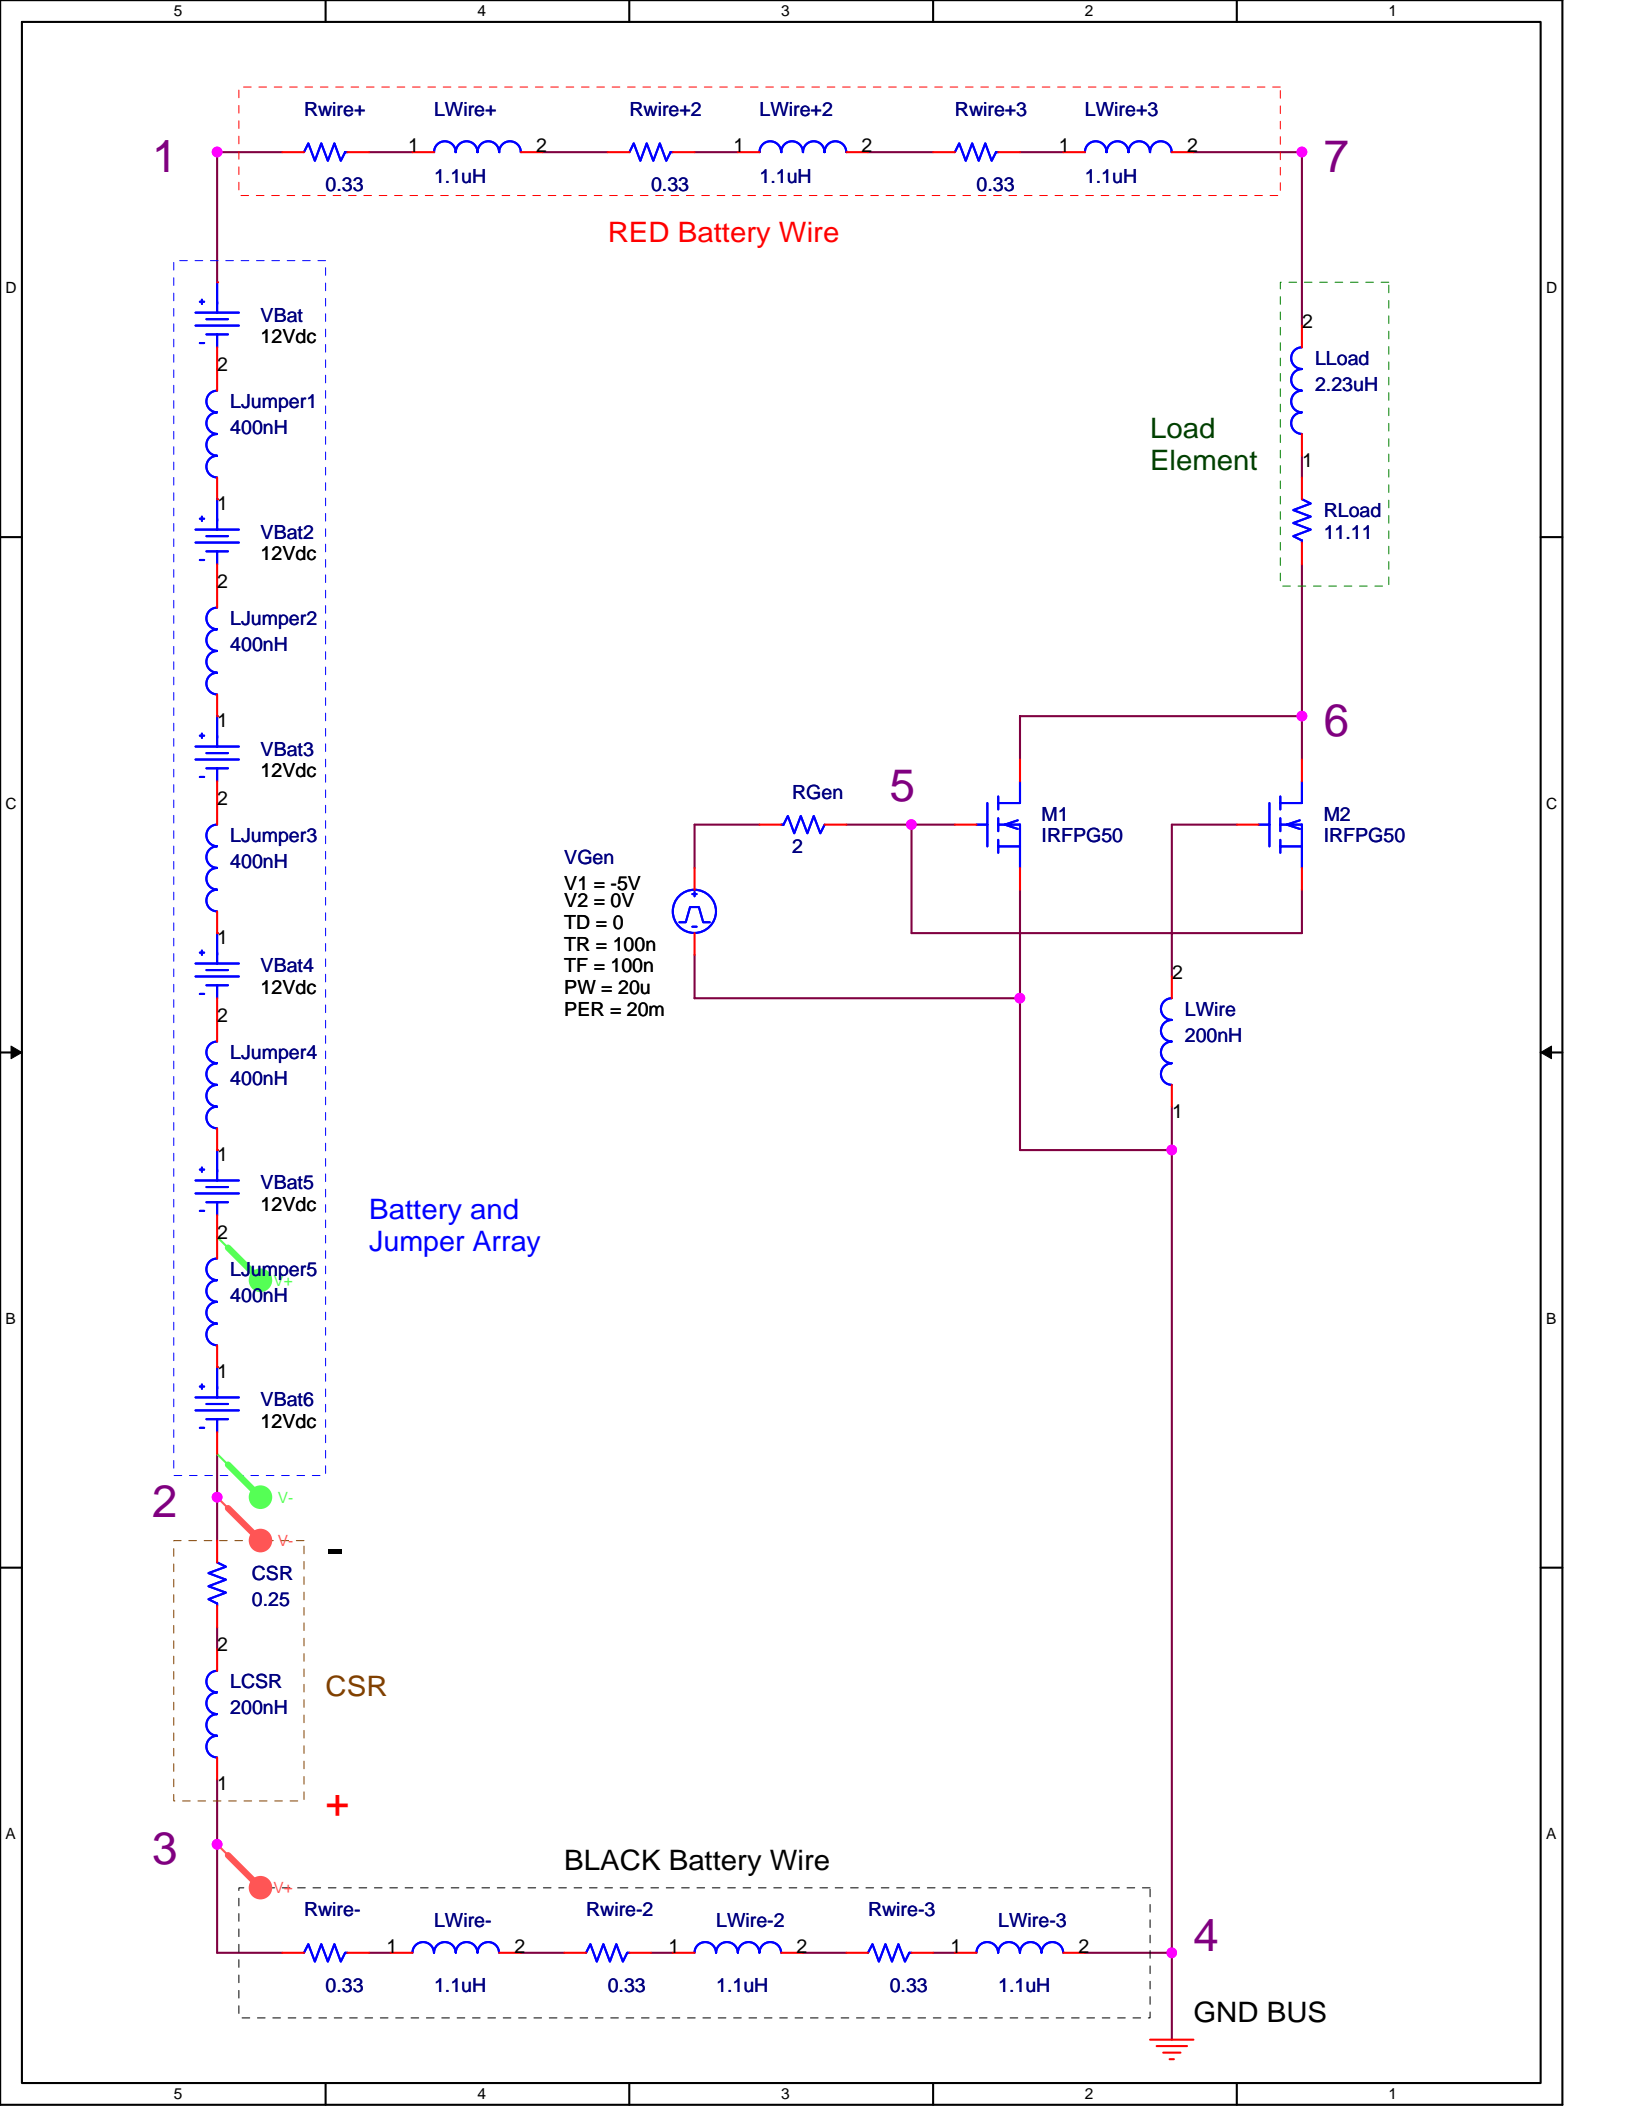 5 4 3 2 1
Rwire+ LWire+ Rwire+2 LWire+2 Rwire+3 LWire+3
1 1 2 1 2 1 2 7
0.33 1.1uH 0.33 1.1uH 0.33 1.1uH
RED Battery Wire
D D
+ VBat
- 12Vdc
2
LJumper1
400nH
1
+ VBat2
- 12Vdc
2
LJumper2
400nH
1
+ VBat3
- 12Vdc
2
LJumper3
400nH
1
+ VBat4
- 12Vdc
2
LJumper4
400nH
1
+ VBat5
- 12Vdc
2
LJumper5
400nH
V+
1
+ VBat6
- 12Vdc
Battery and
Jumper Array
2
LLoad
2.23uH
1
RLoad
11.11
Load
Element
6
C C
RGen
2
5
M1
IRFPG50
M2
IRFPG50
VGen
V1 = -5V
V2 = 0V
TD = 0
TR = 100n
TF = 100n
PW = 20u
PER = 20m
+
-
2
LWire
200nH
1
B B
V-
2
V-
-
CSR
0.25
2
LCSR
200nH
1
CSR
+
A A
3
V+
BLACK Battery Wire
Rwire- LWire- Rwire-2 LWire-2 Rwire-3 LWire-3
1 2 1 2 1 2 4
0.33 1.1uH 0.33 1.1uH 0.33 1.1uH
GND BUS
5 4 3 2 1